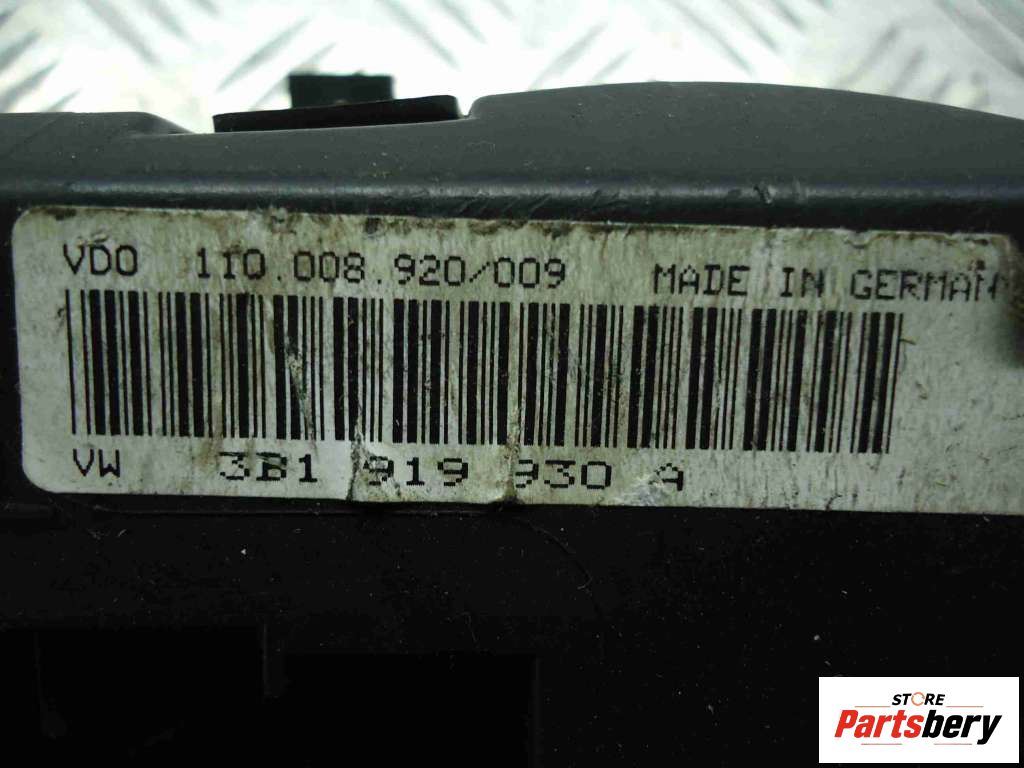 VDO 110.008.920/009 MADE IN GERMAN
VW 3B1 919 930 A
STORE
Partsbery